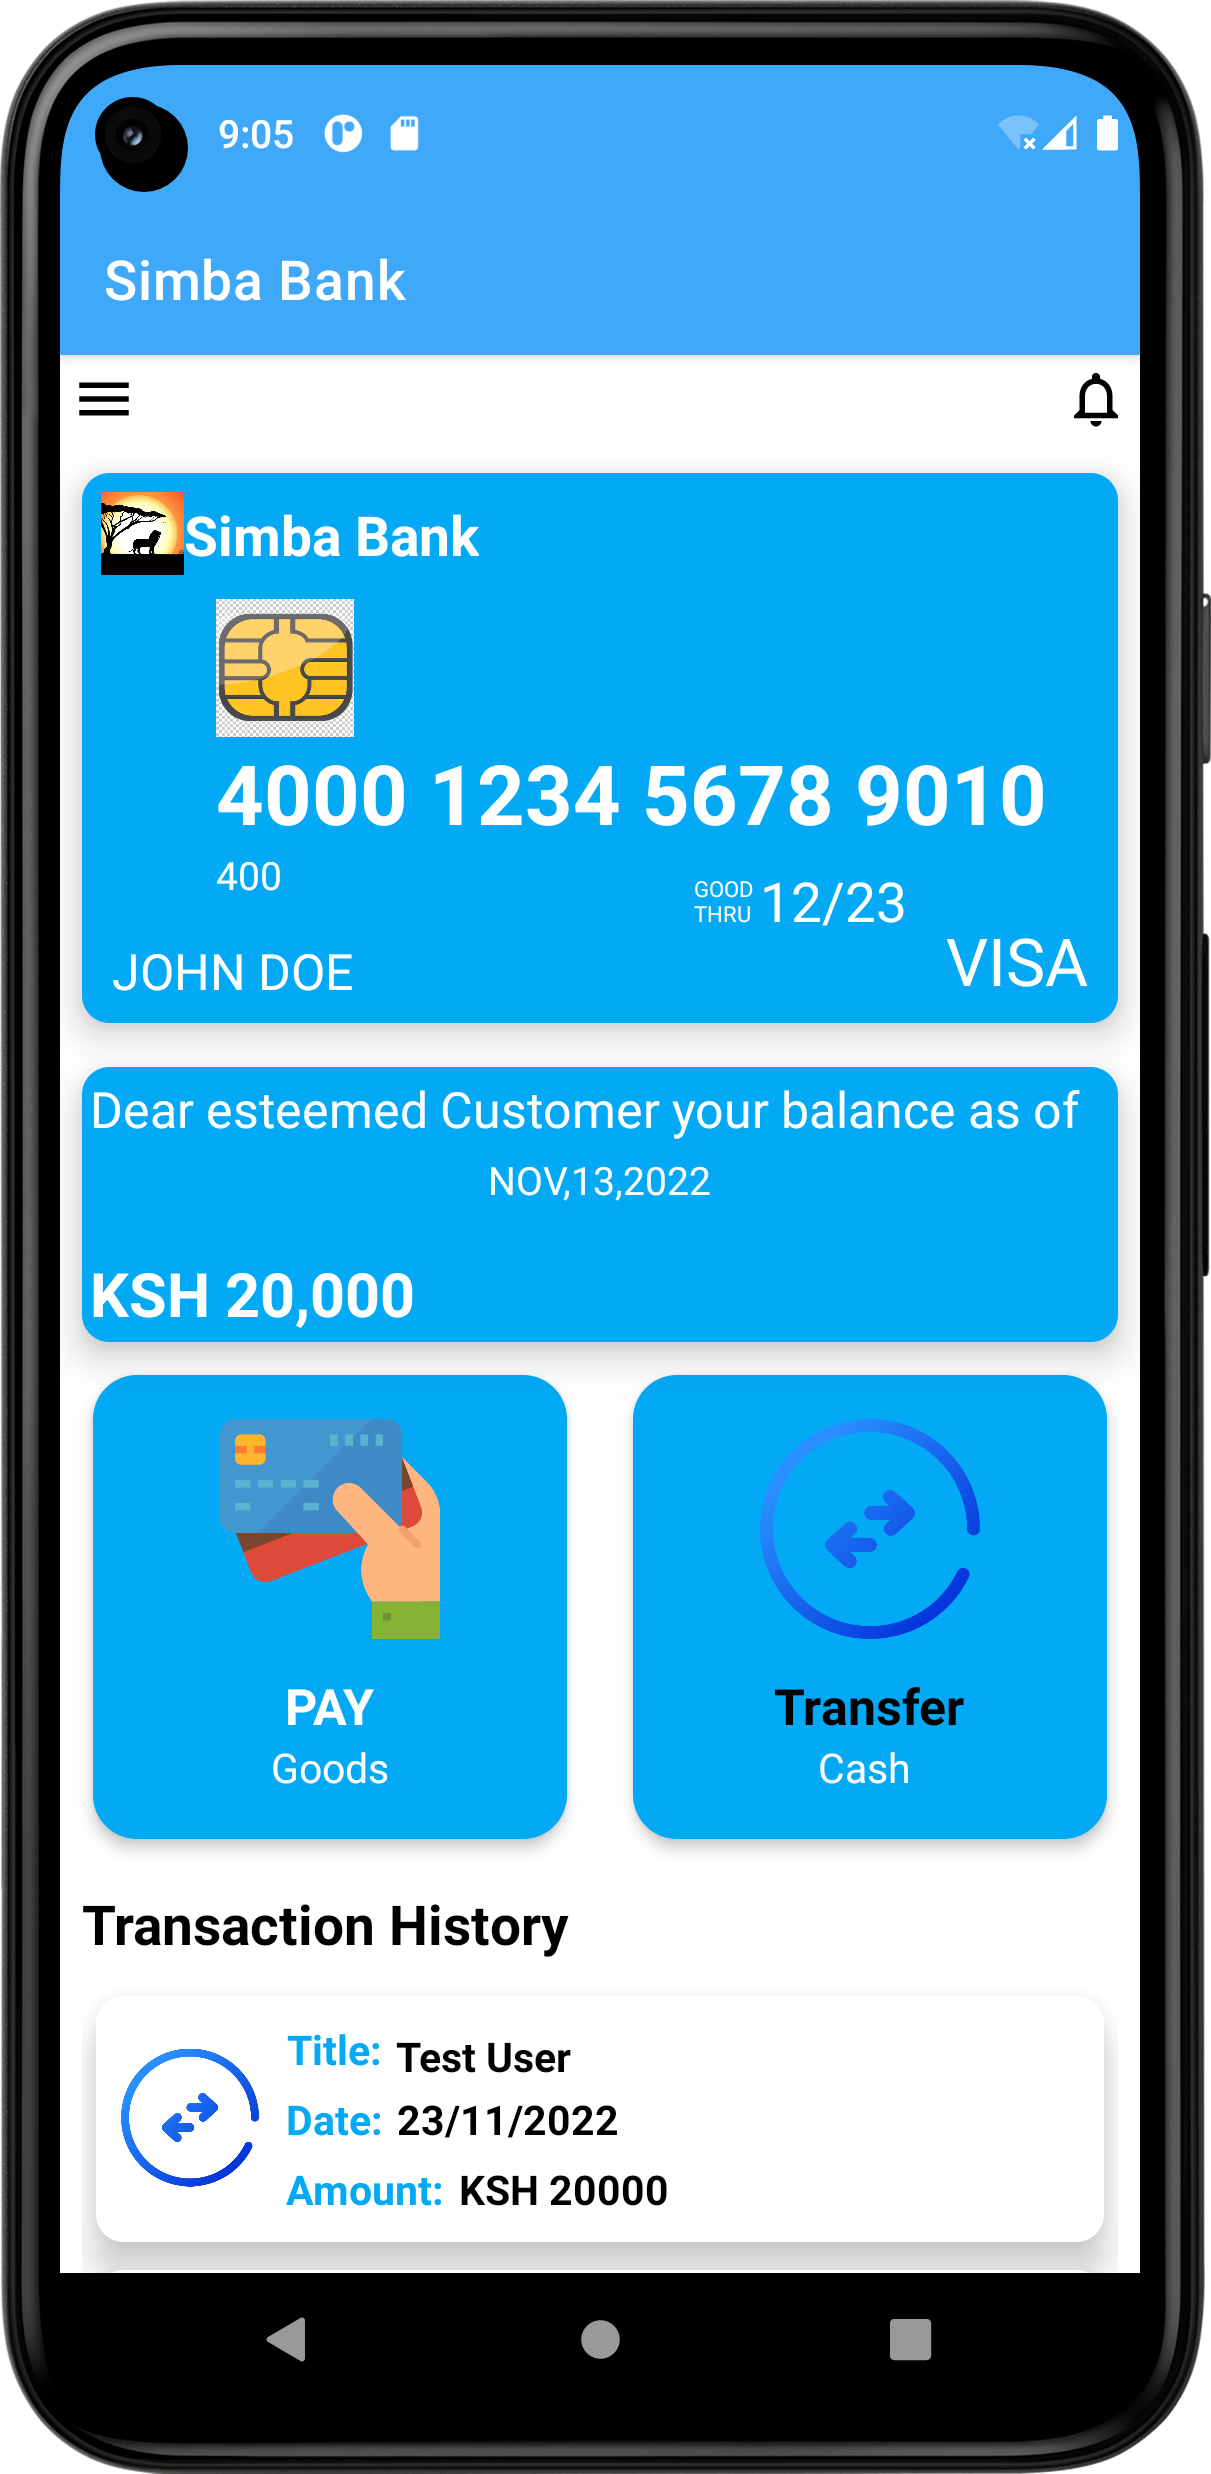 9:05
Simba Bank
Simba Bank
4000 1234 5678 9010
400
GOOD
THRU 12/23
JOHN DOE
VISA
Dear esteemed Customer your balance as of
NOV,13,2022
KSH 20,000
PAY
Goods
Transfer
Cash
Transaction History
Title: Test User
Date: 23/11/2022
Amount: KSH 20000